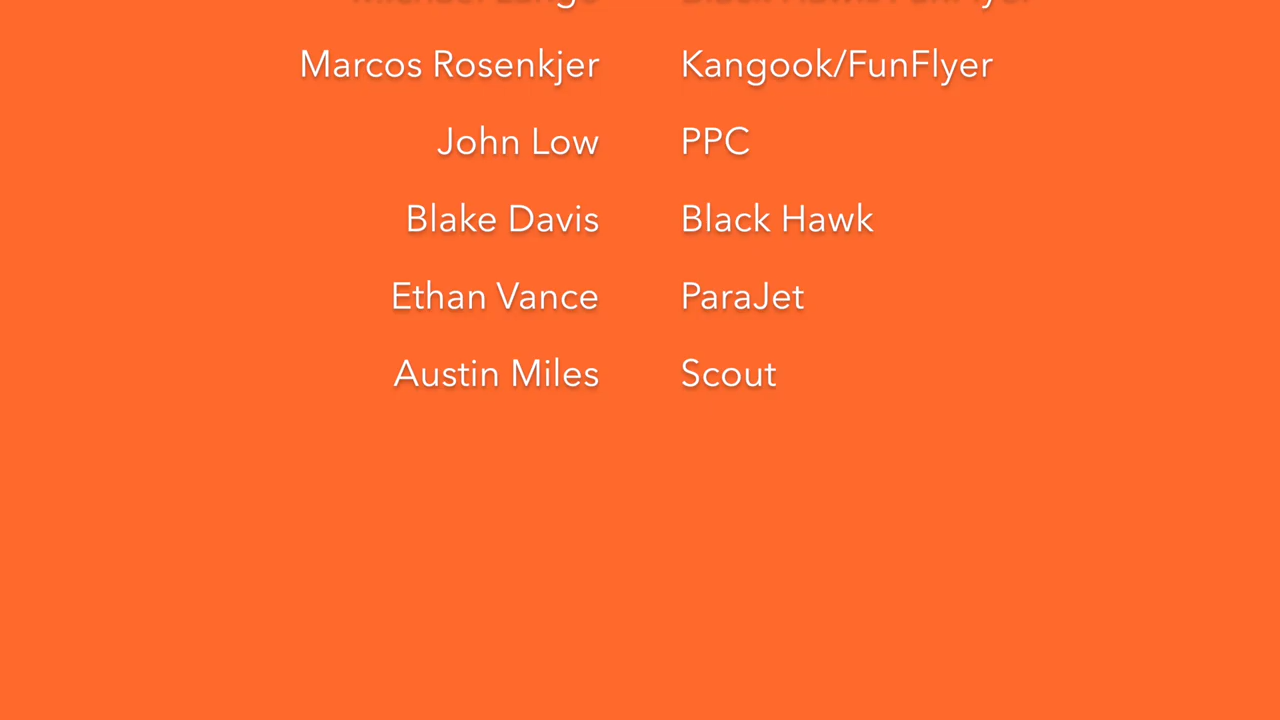 Marcos Rosenkjer Kangook/FunFlyer
John Low PPC
Blake Davis Black Hawk
Ethan Vance ParaJet
Austin Miles Scout